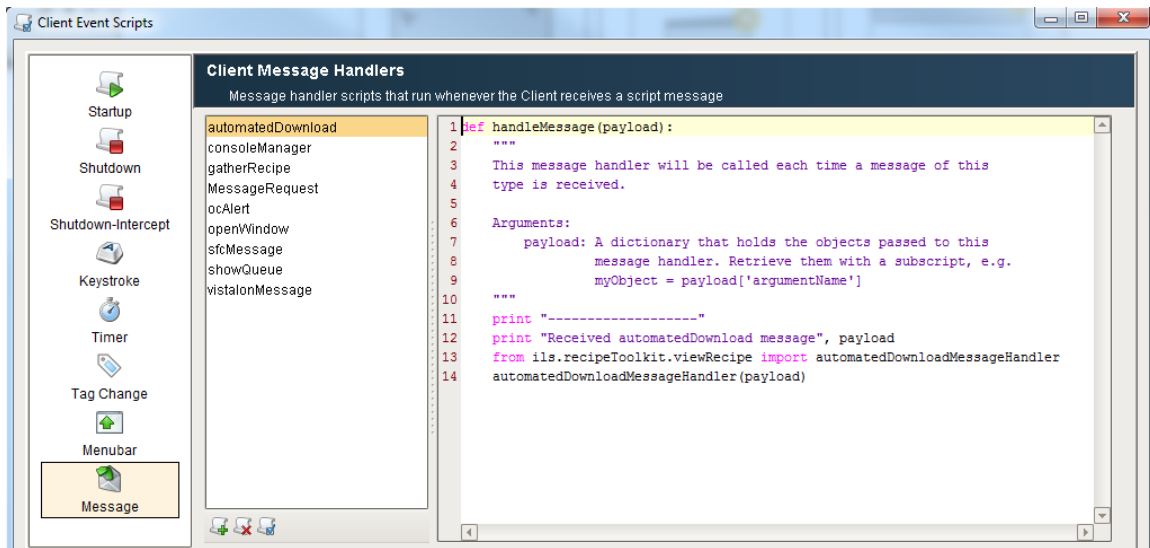 Client Event Scripts
Startup
Shutdown
Shutdown-Intercept
Keystroke
Timer
Tag Change
Menubar
Message
Client Message Handlers
Message handler scripts that run whenever the Client receives a script message
automatedDownload
consoleManager
gatherRecipe
MessageRequest
ocAlert
openWindow
sfcMessage
showQueue
vistalonMessage
1 def handleMessage(payload):
2 """
3 This message handler will be called each time a message of this
4 type is received.
5
6 Arguments:
7 payload: A dictionary that holds the objects passed to this
8 message handler. Retrieve them with a subscript, e.g.
9 myObject = payload['argumentName']
10 """
11 print "-------------------"
12 print "Received automatedDownload message", payload
13 from ils.recipeToolkit.viewRecipe import automatedDownloadMessageHandler
14 automatedDownloadMessageHandler(payload)